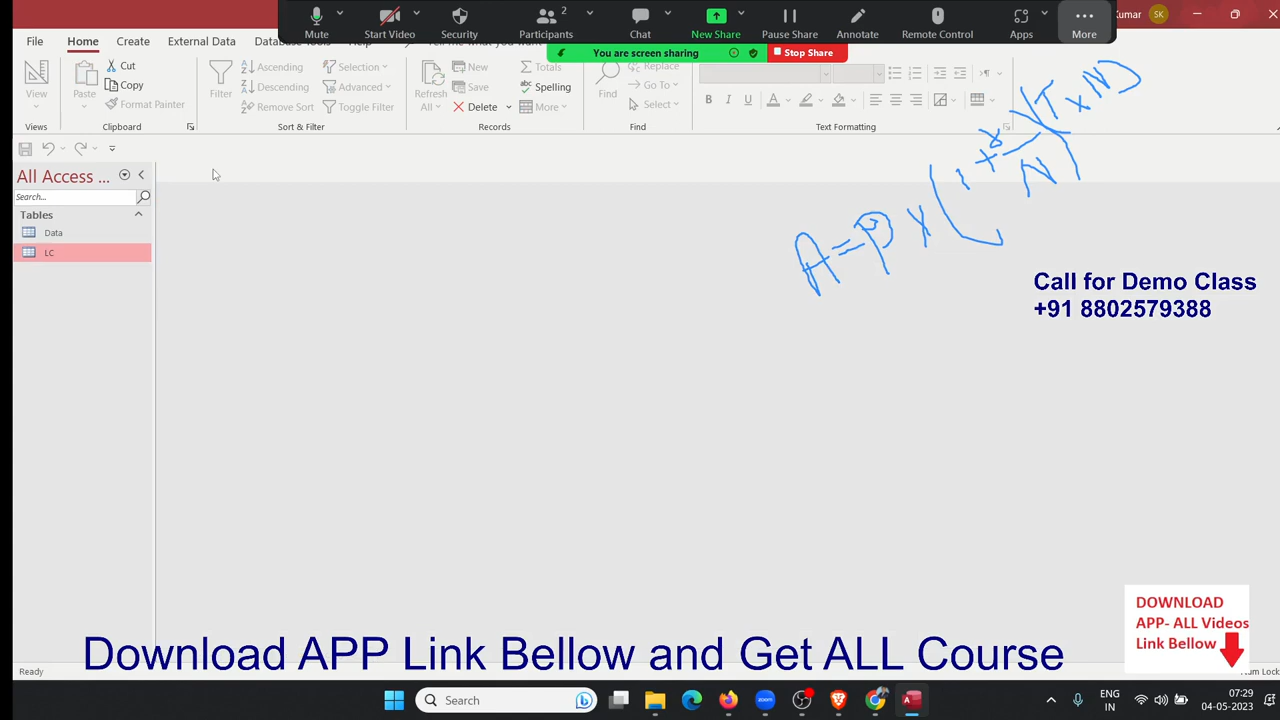 Mute
Start Video
Security
Participants
2
Chat
New Share
Pause Share
Annotate
Remote Control
Apps
More
Kumar
SK
You are screen sharing
Stop Share
File
Home
Create
External Data
Views
View
Paste
Cut
Copy
Format Painter
Clipboard
Filter
Ascending
Descending
Remove Sort
Selection
Advanced
Toggle Filter
Sort & Filter
Refresh
All
New
Save
Delete
Totals
Spelling
More
Records
Find
Replace
Go To
Select
Find
B I U
Text Formatting
All Access ...
Search...
Tables
Data
LC
A = P x (1 +
N
x N)
Call for Demo Class
+91 8802579388
DOWNLOAD
APP- ALL Videos
Link Bellow
Download APP Link Bellow and Get ALL Course
Ready
Num Lock
Search
ENG
IN
07:29
04-05-2023